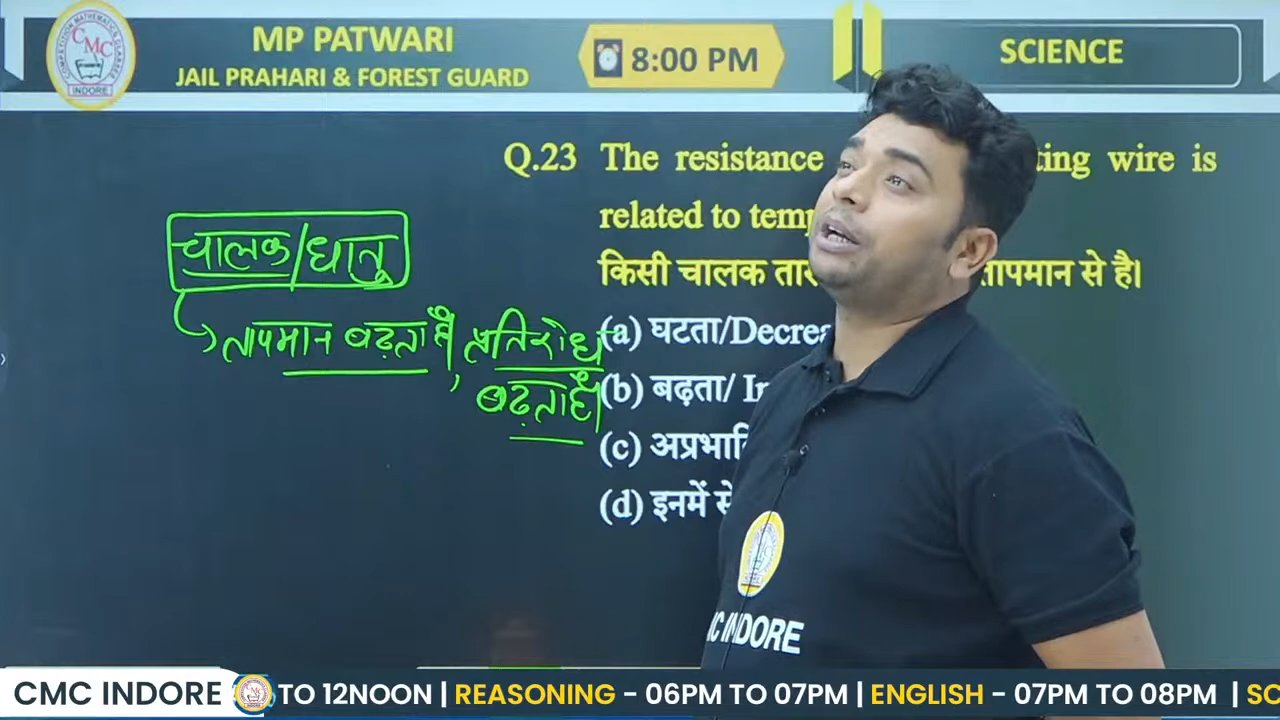 MP PATWARI
JAIL PRAHARI & FOREST GUARD
8:00 PM
SCIENCE
CMC
INDORE
Q.23 The resistance ting wire is
related to temp
किसी चालक तार तापमान से है।
(a) घटता/Decrea
(b) बढ़ता/ In
(c) अप्रभावि
(d) इनमें से
चालक/धातु
तापमान बढ़ता है, प्रतिरोध
बढ़ता है।
C INDORE
CMC INDORE
TO 12NOON | REASONING - 06PM TO 07PM | ENGLISH - 07PM TO 08PM | SC